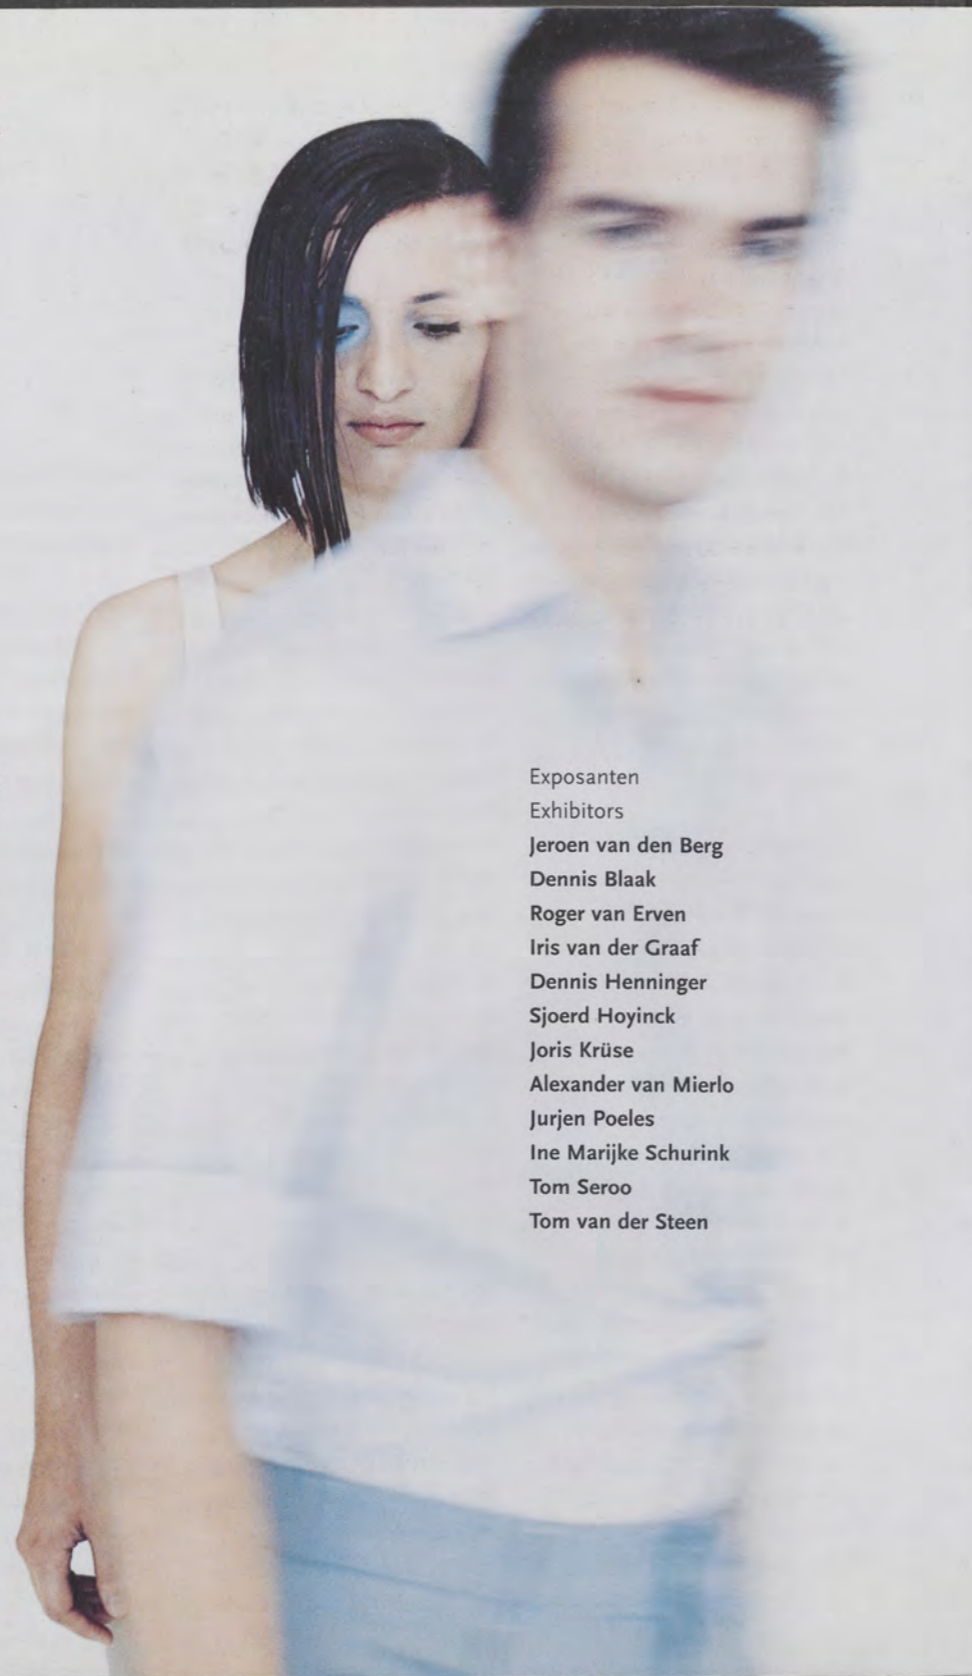 Exposanten
Exhibitors
Jeroen van den Berg
Dennis Blaak
Roger van Erven
Iris van der Graaf
Dennis Henninger
Sjoerd Hoyinck
Joris Krüse
Alexander van Mierlo
Jurjen Poeles
Ine Marijke Schurink
Tom Seroo
Tom van der Steen